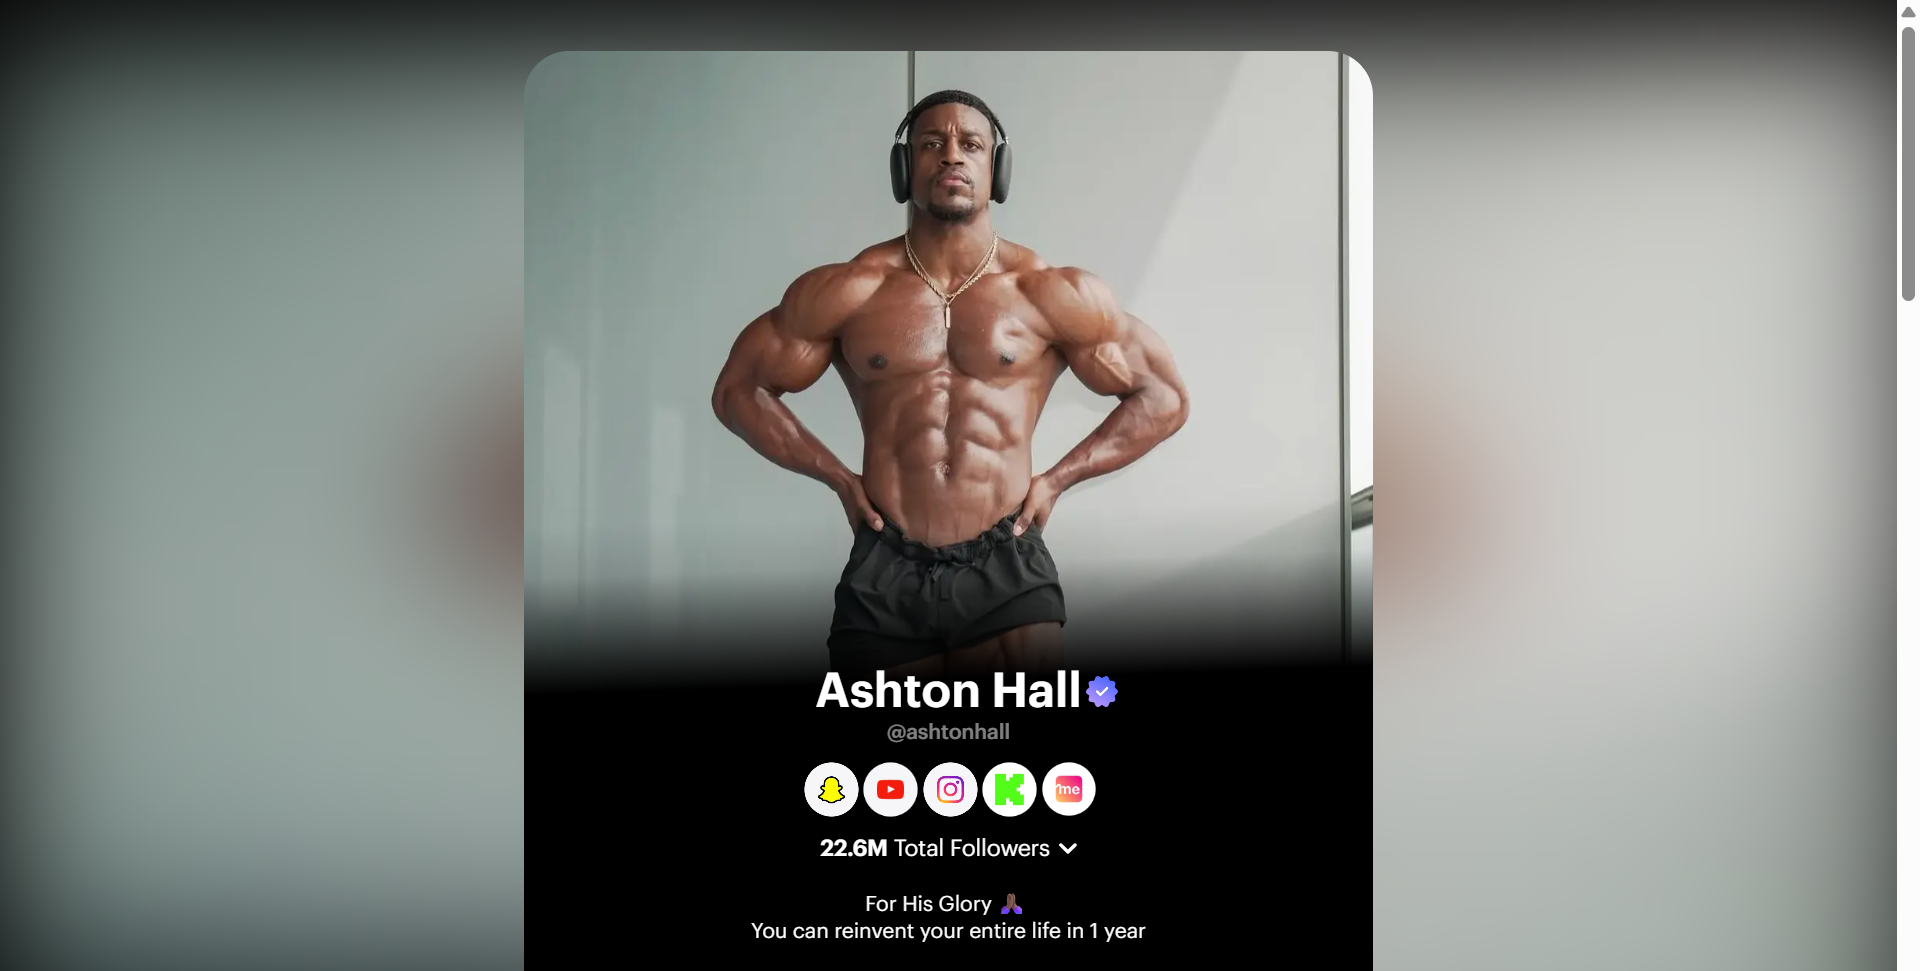 Ashton Hall
@ashtonhall
me
22.6M Total Followers
For His Glory 🙏🏾
You can reinvent your entire life in 1 year